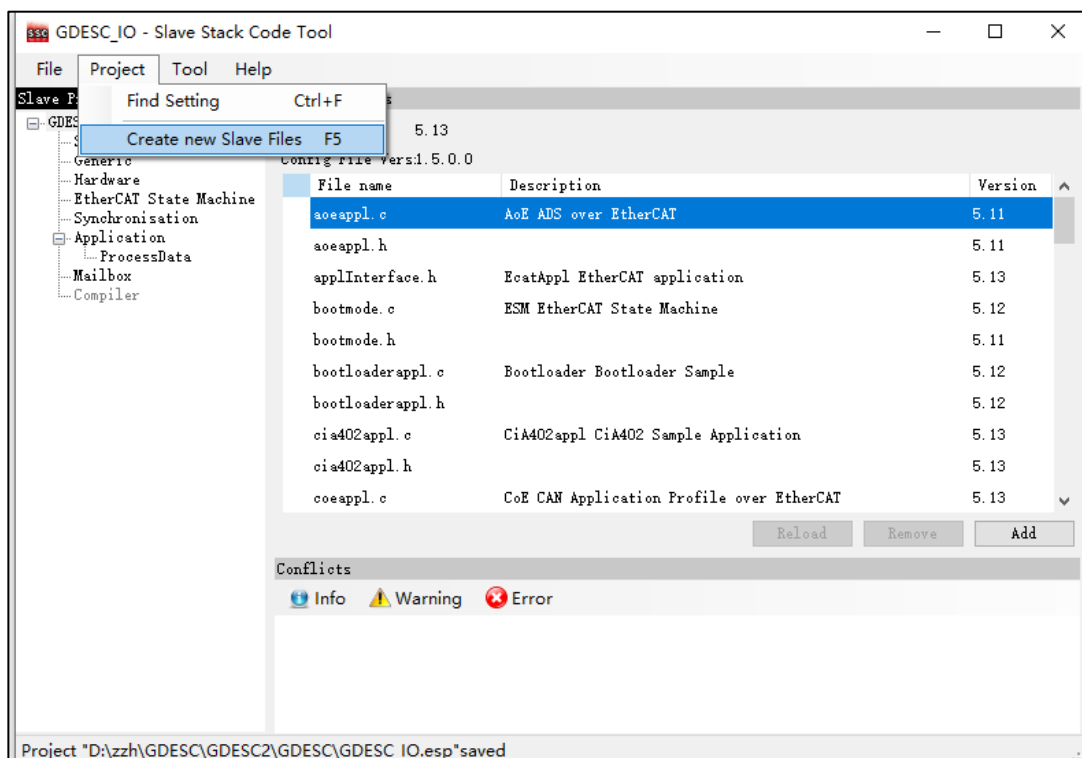 ssc GDESC_IO - Slave Stack Code Tool
File Project Tool Help
Slave P
Find Setting Ctrl+F
Create new Slave Files F5
GDES
5.13
Generic
Config File Vers:1.5.0.0
Hardware
EtherCAT State Machine
Synchronisation
Application
ProcessData
Mailbox
Compiler
File name Description Version
aoeappl.c AoE ADS over EtherCAT 5.11
aoeappl.h 5.11
applInterface.h EcatAppl EtherCAT application 5.13
bootmode.c ESM EtherCAT State Machine 5.12
bootmode.h 5.11
bootloaderappl.c Bootloader Bootloader Sample 5.12
bootloaderappl.h 5.12
cia402appl.c CiA402appl CiA402 Sample Application 5.13
cia402appl.h 5.13
coeappl.c CoE CAN Application Profile over EtherCAT 5.13
Reload Remove Add
Conflicts
Info Warning Error
Project "D:\zzh\GDESC\GDESC2\GDESC\GDESC_IO.esp"saved